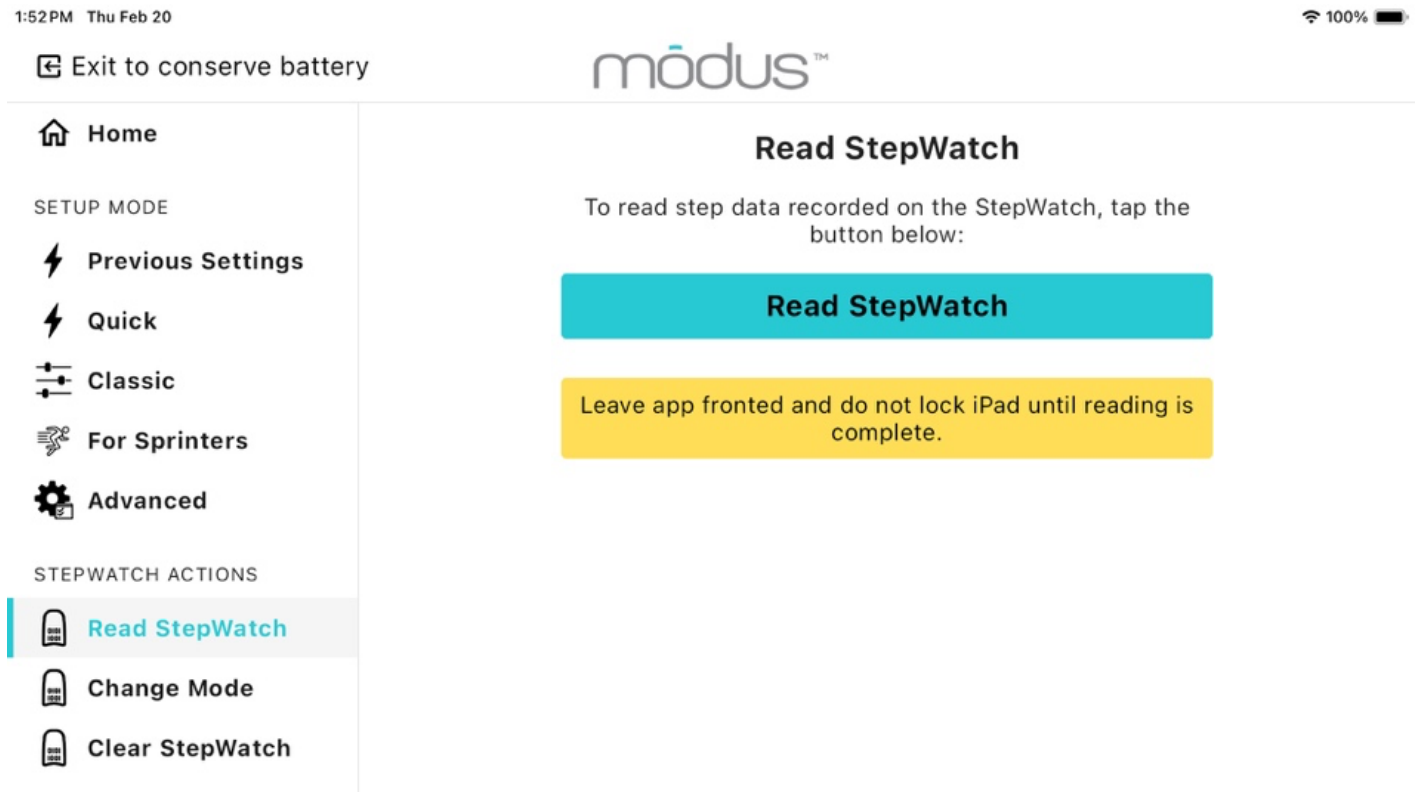 1:52 PM Thu Feb 20
100%
Exit to conserve battery
mōdus™
Home
SETUP MODE
Previous Settings
Quick
Classic
For Sprinters
Advanced
STEPWATCH ACTIONS
Read StepWatch
Change Mode
Clear StepWatch
Read StepWatch
To read step data recorded on the StepWatch, tap the
button below:
Read StepWatch
Leave app fronted and do not lock iPad until reading is
complete.